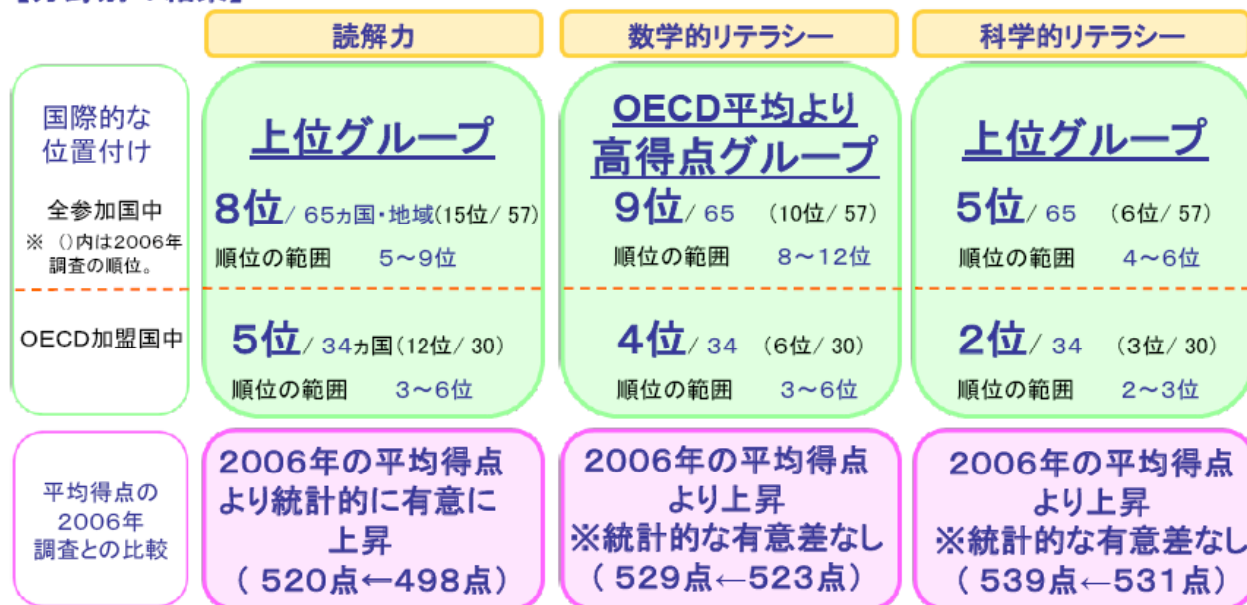 読解力
数学的リテラシー
科学的リテラシー
国際的な
位置付け
全参加国中
※ ()内は2006年
調査の順位。
上位グループ
8位/ 65ヵ国・地域(15位/ 57)
順位の範囲 5～9位
OECD平均より
高得点グループ
9位/ 65 (10位/ 57)
順位の範囲 8～12位
上位グループ
5位/ 65 (6位/ 57)
順位の範囲 4～6位
OECD加盟国中
5位/ 34ヵ国(12位/ 30)
順位の範囲 3～6位
4位/ 34 (6位/ 30)
順位の範囲 3～6位
2位/ 34 (3位/ 30)
順位の範囲 2～3位
平均得点の
2006年
調査との比較
2006年の平均得点
より統計的に有意に
上昇
( 520点←498点)
2006年の平均得点
より上昇
※統計的な有意差なし
( 529点←523点)
2006年の平均得点
より上昇
※統計的な有意差なし
( 539点←531点)